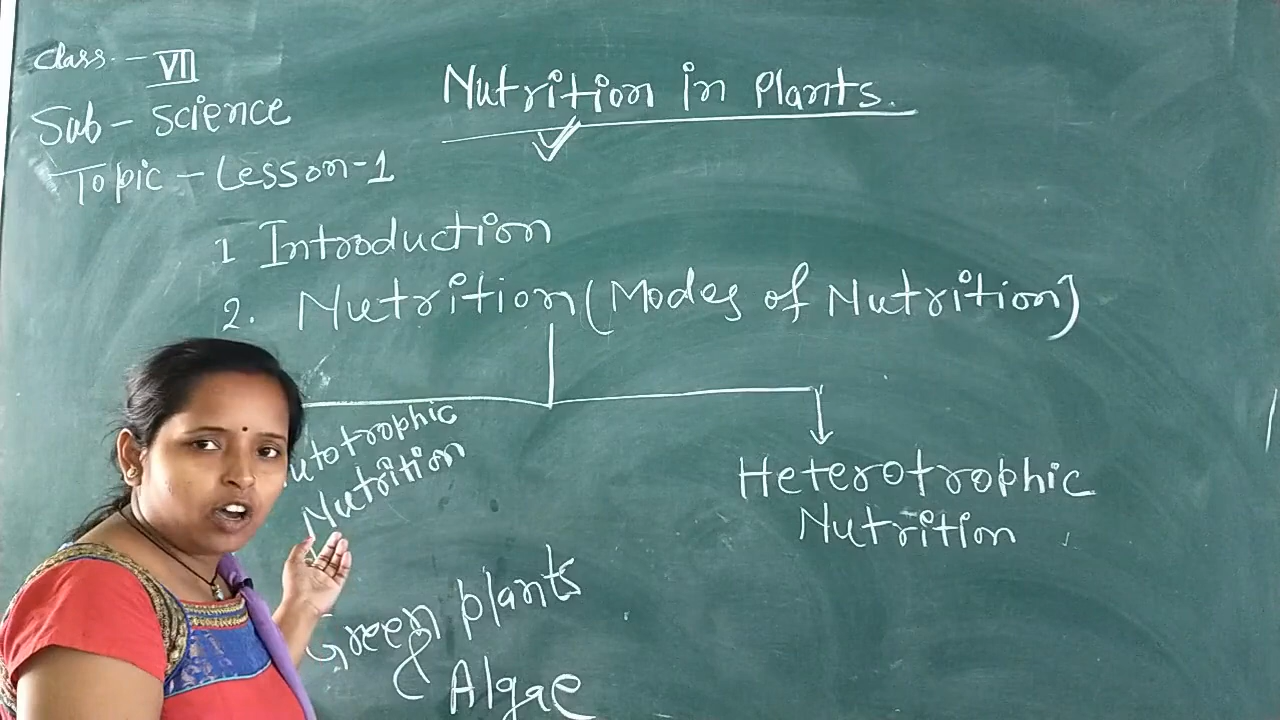 Class. - VII
Sub - Science
Topic - Lesson-1
Nutrition in Plants.
1 Introduction
2. Nutrition (Modes of Nutrition)
utotrophic
Nutrition
Heterotrophic
Nutrition
Green plants
&
Algae